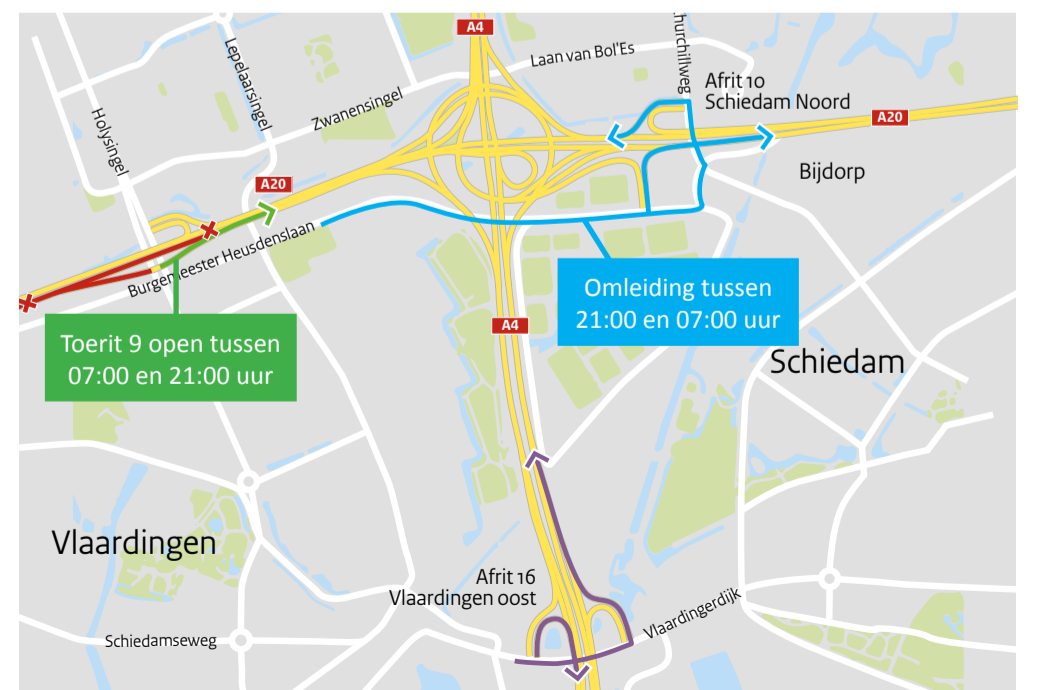 A4
Laan van Bol'Es
Lepelaarsingel
Afrit 10
Schiedam Noord
Zwanensingel
A20
Holysingel
Bijdorp
A20
Burgemeester Heusdenslaan
Omleiding tussen
21:00 en 07:00 uur
A4
Toerit 9 open tussen
07:00 en 21:00 uur
Schiedam
Vlaardingen
Afrit 16
Vlaardingen oost
Vlaardingerdijk
Schiedamseweg